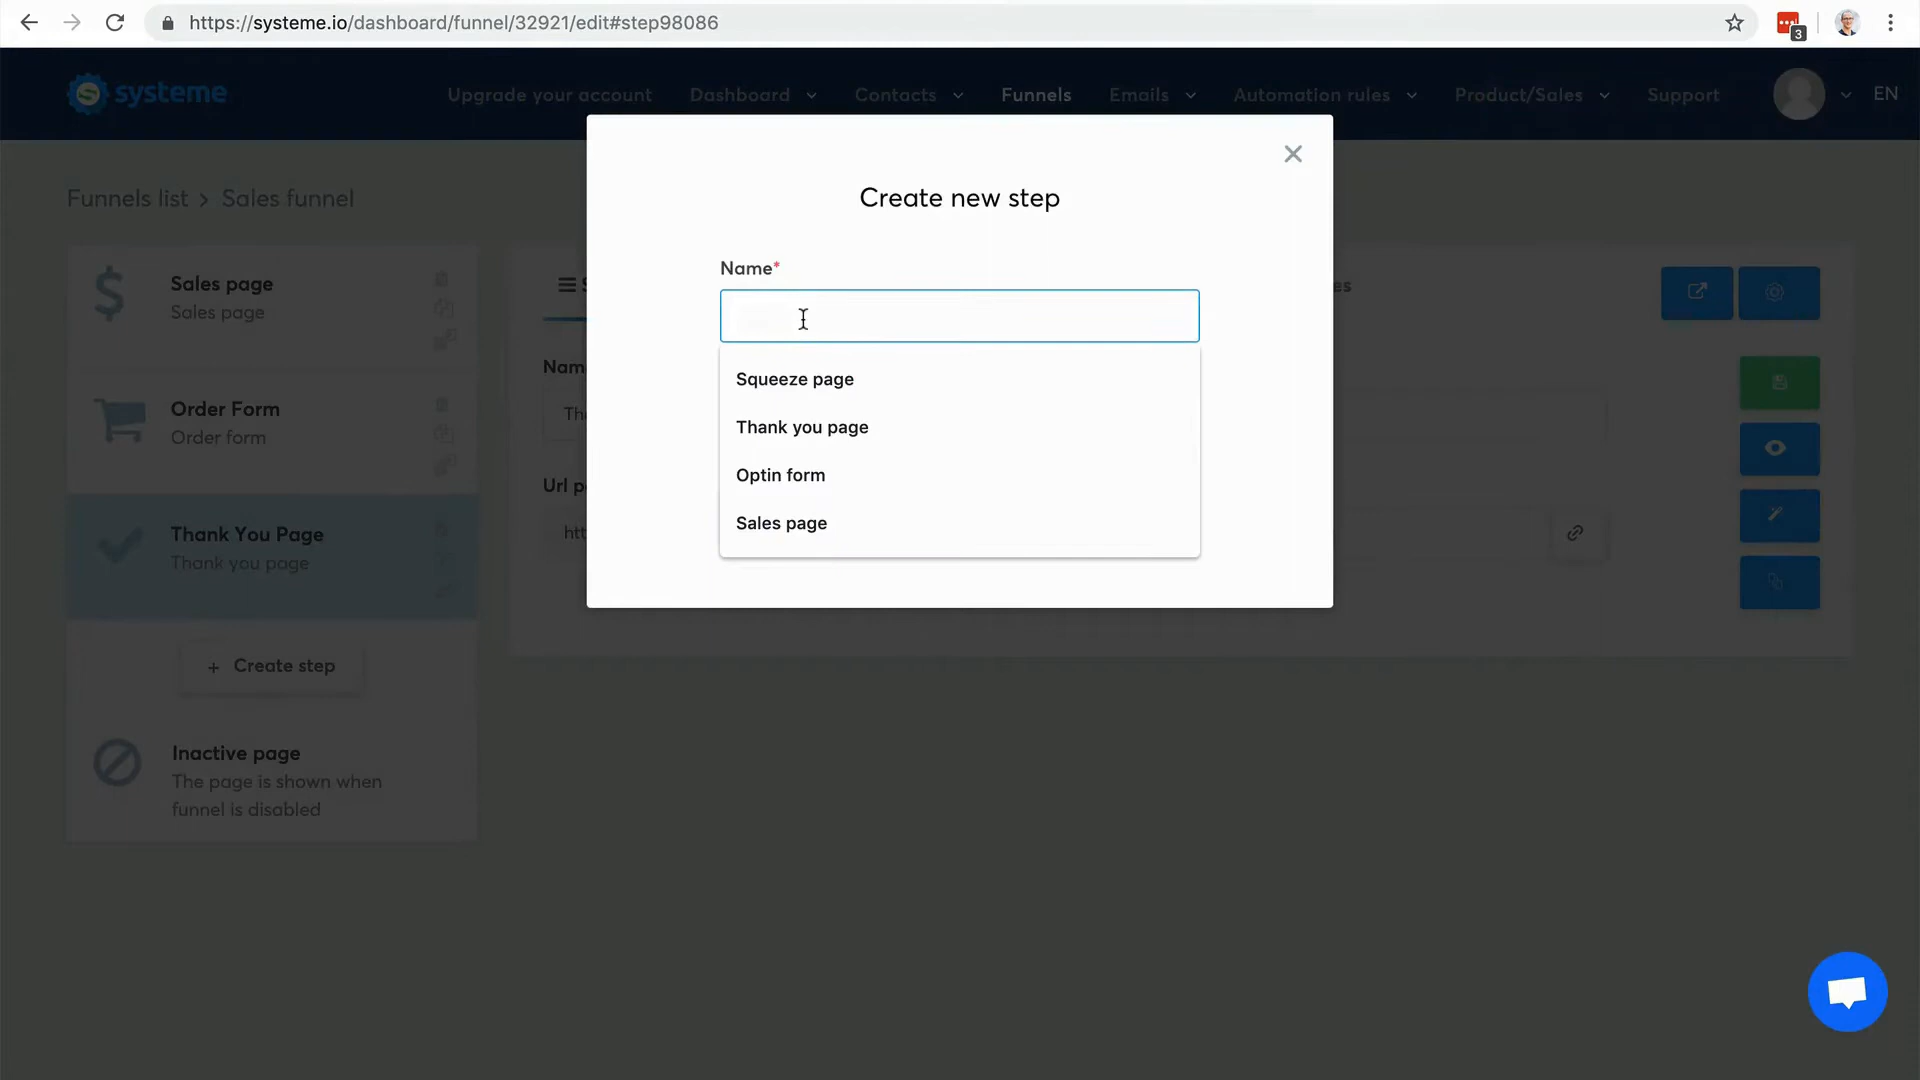 https://systeme.io/dashboard/funnel/32921/edit#step98086
3
systeme
Upgrade your account
Dashboard
Contacts
Funnels
Emails
Automation rules
Product/Sales
Support
EN
Funnels list > Sales funnel
Create new step
Name*
Squeeze page
Thank you page
Optin form
Sales page
Sales page
Sales page
Order Form
Order form
Thank You Page
Thank you page
+ Create step
Inactive page
The page is shown when
funnel is disabled